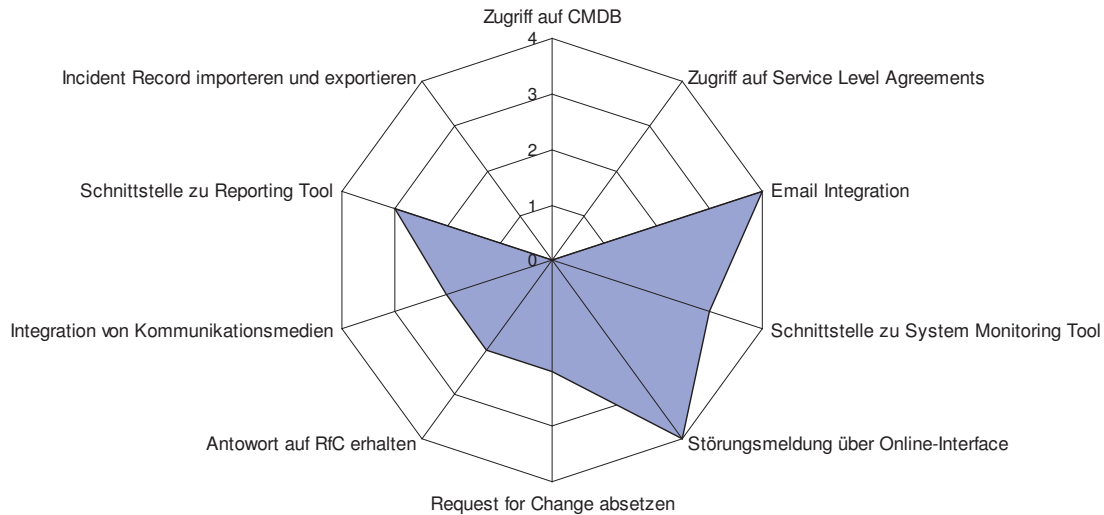 Zugriff auf CMDB
4
Incident Record importeren und exportieren
Zugriff auf Service Level Agreements
3
2
Schnittstelle zu Reporting Tool
Email Integration
1
0
Integration von Kommunikationsmedien
Schnittstelle zu System Monitoring Tool
Antowort auf RfC erhalten
Störungsmeldung über Online-Interface
Request for Change absetzen